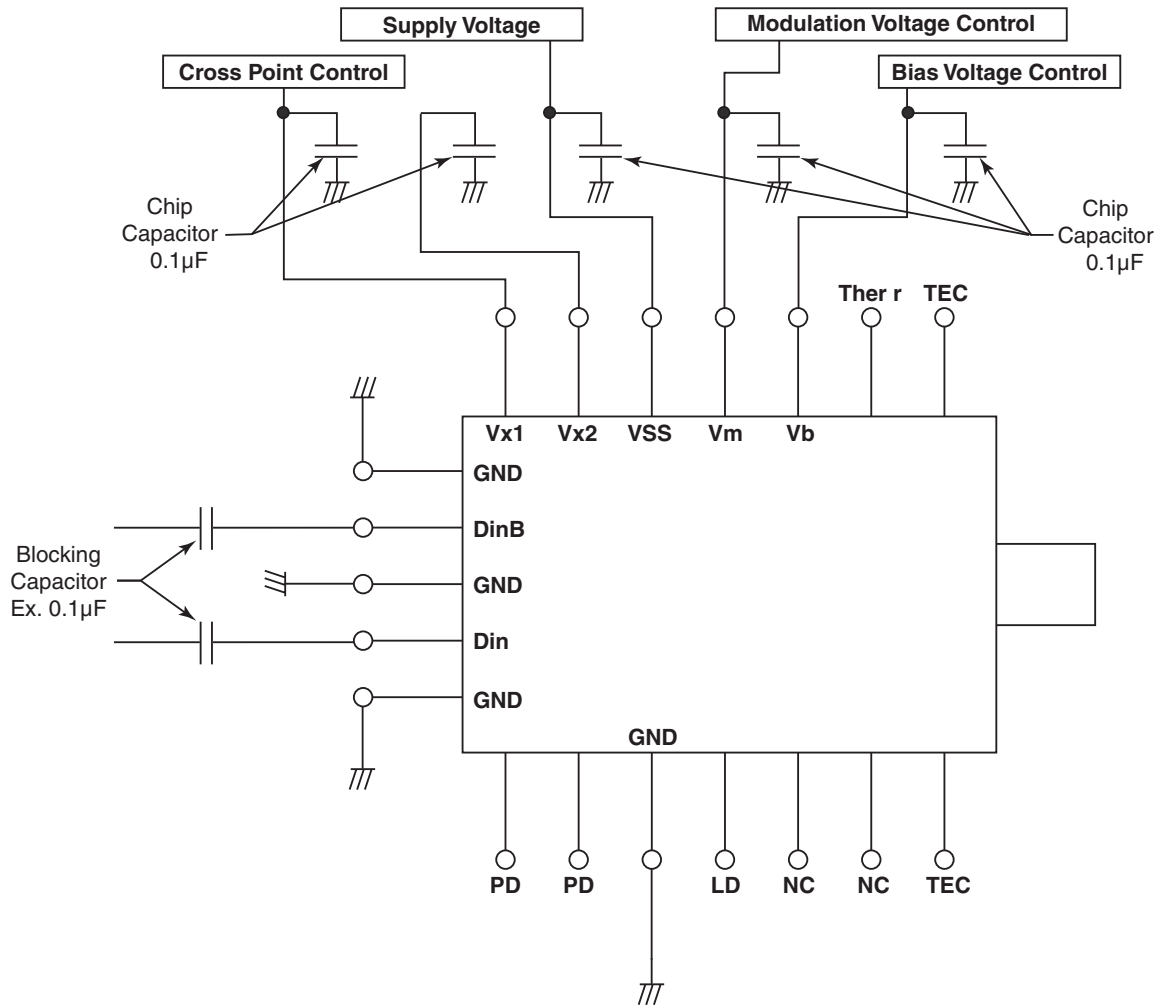 Supply Voltage
Modulation Voltage Control
Cross Point Control
Bias Voltage Control
Chip
Capacitor
0.1µF
Chip
Capacitor
0.1µF
Ther r
TEC
Vx1
Vx2
VSS
Vm
Vb
GND
DinB
GND
Din
GND
Blocking
Capacitor
Ex. 0.1µF
GND
PD
PD
LD
NC
NC
TEC